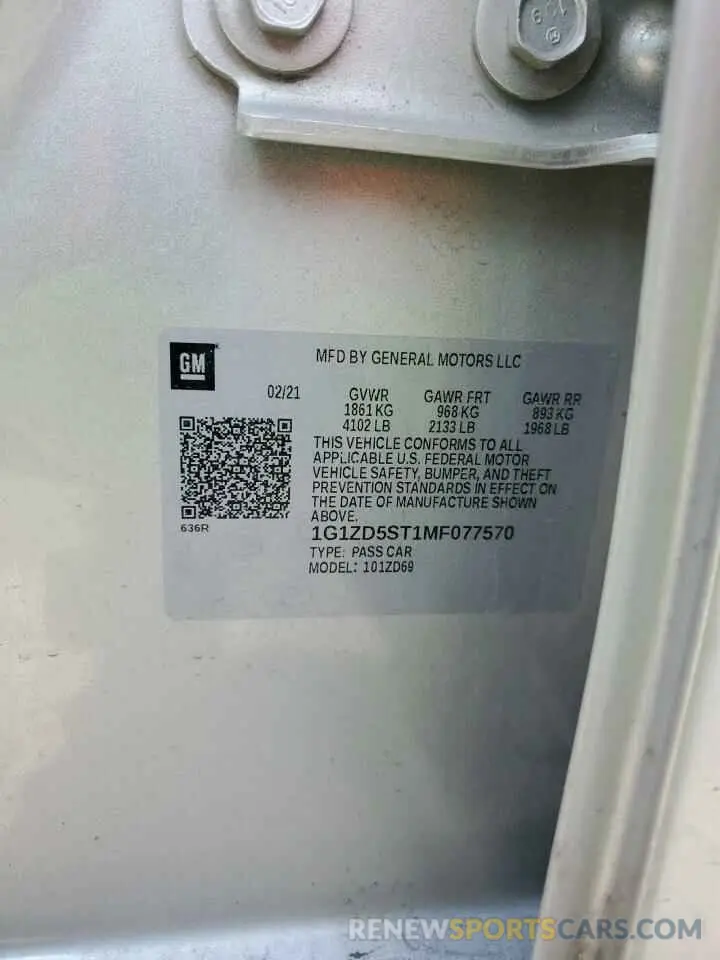 GM
MFD BY GENERAL MOTORS LLC
02/21
GVWR GAWR FRT GAWR RR
1861 KG 968 KG 893 KG
4102 LB 2133 LB 1968 LB
THIS VEHICLE CONFORMS TO ALL
APPLICABLE U.S. FEDERAL MOTOR
VEHICLE SAFETY, BUMPER, AND THEFT
PREVENTION STANDARDS IN EFFECT ON
THE DATE OF MANUFACTURE SHOWN
ABOVE.
636R
1G1ZD5ST1MF077570
TYPE: PASS CAR
MODEL: 101ZD69
RENEWSPORTSCARS.COM